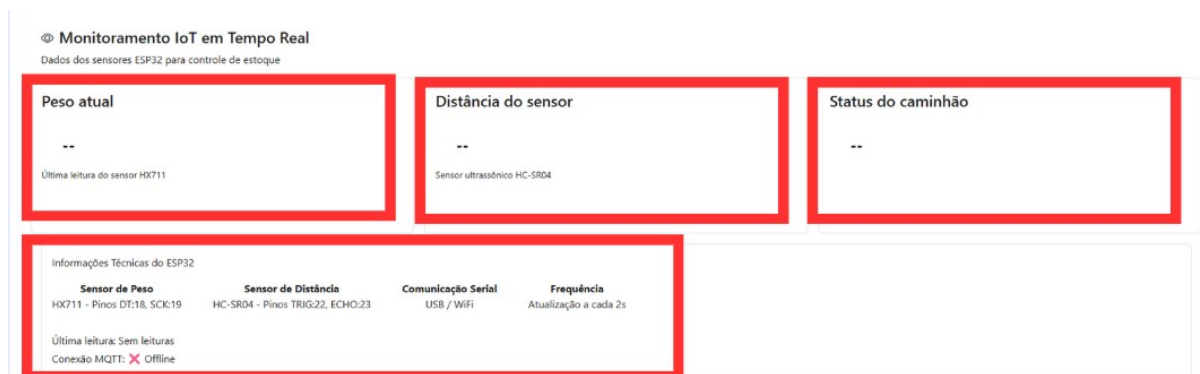 Monitoramento IoT em Tempo Real
Dados dos sensores ESP32 para controle de estoque
Peso atual
--
Última leitura do sensor HX711
Distância do sensor
--
Sensor ultrassônico HC-SR04
Status do caminhão
--
Informações Técnicas do ESP32
Sensor de Peso Sensor de Distância Comunicação Serial Frequência
HX711 - Pinos DT:18, SCK:19 HC-SR04 - Pinos TRIG:22, ECHO:23 USB / WiFi Atualização a cada 2s
Última leitura: Sem leituras
Conexão MQTT: ❌ Offline